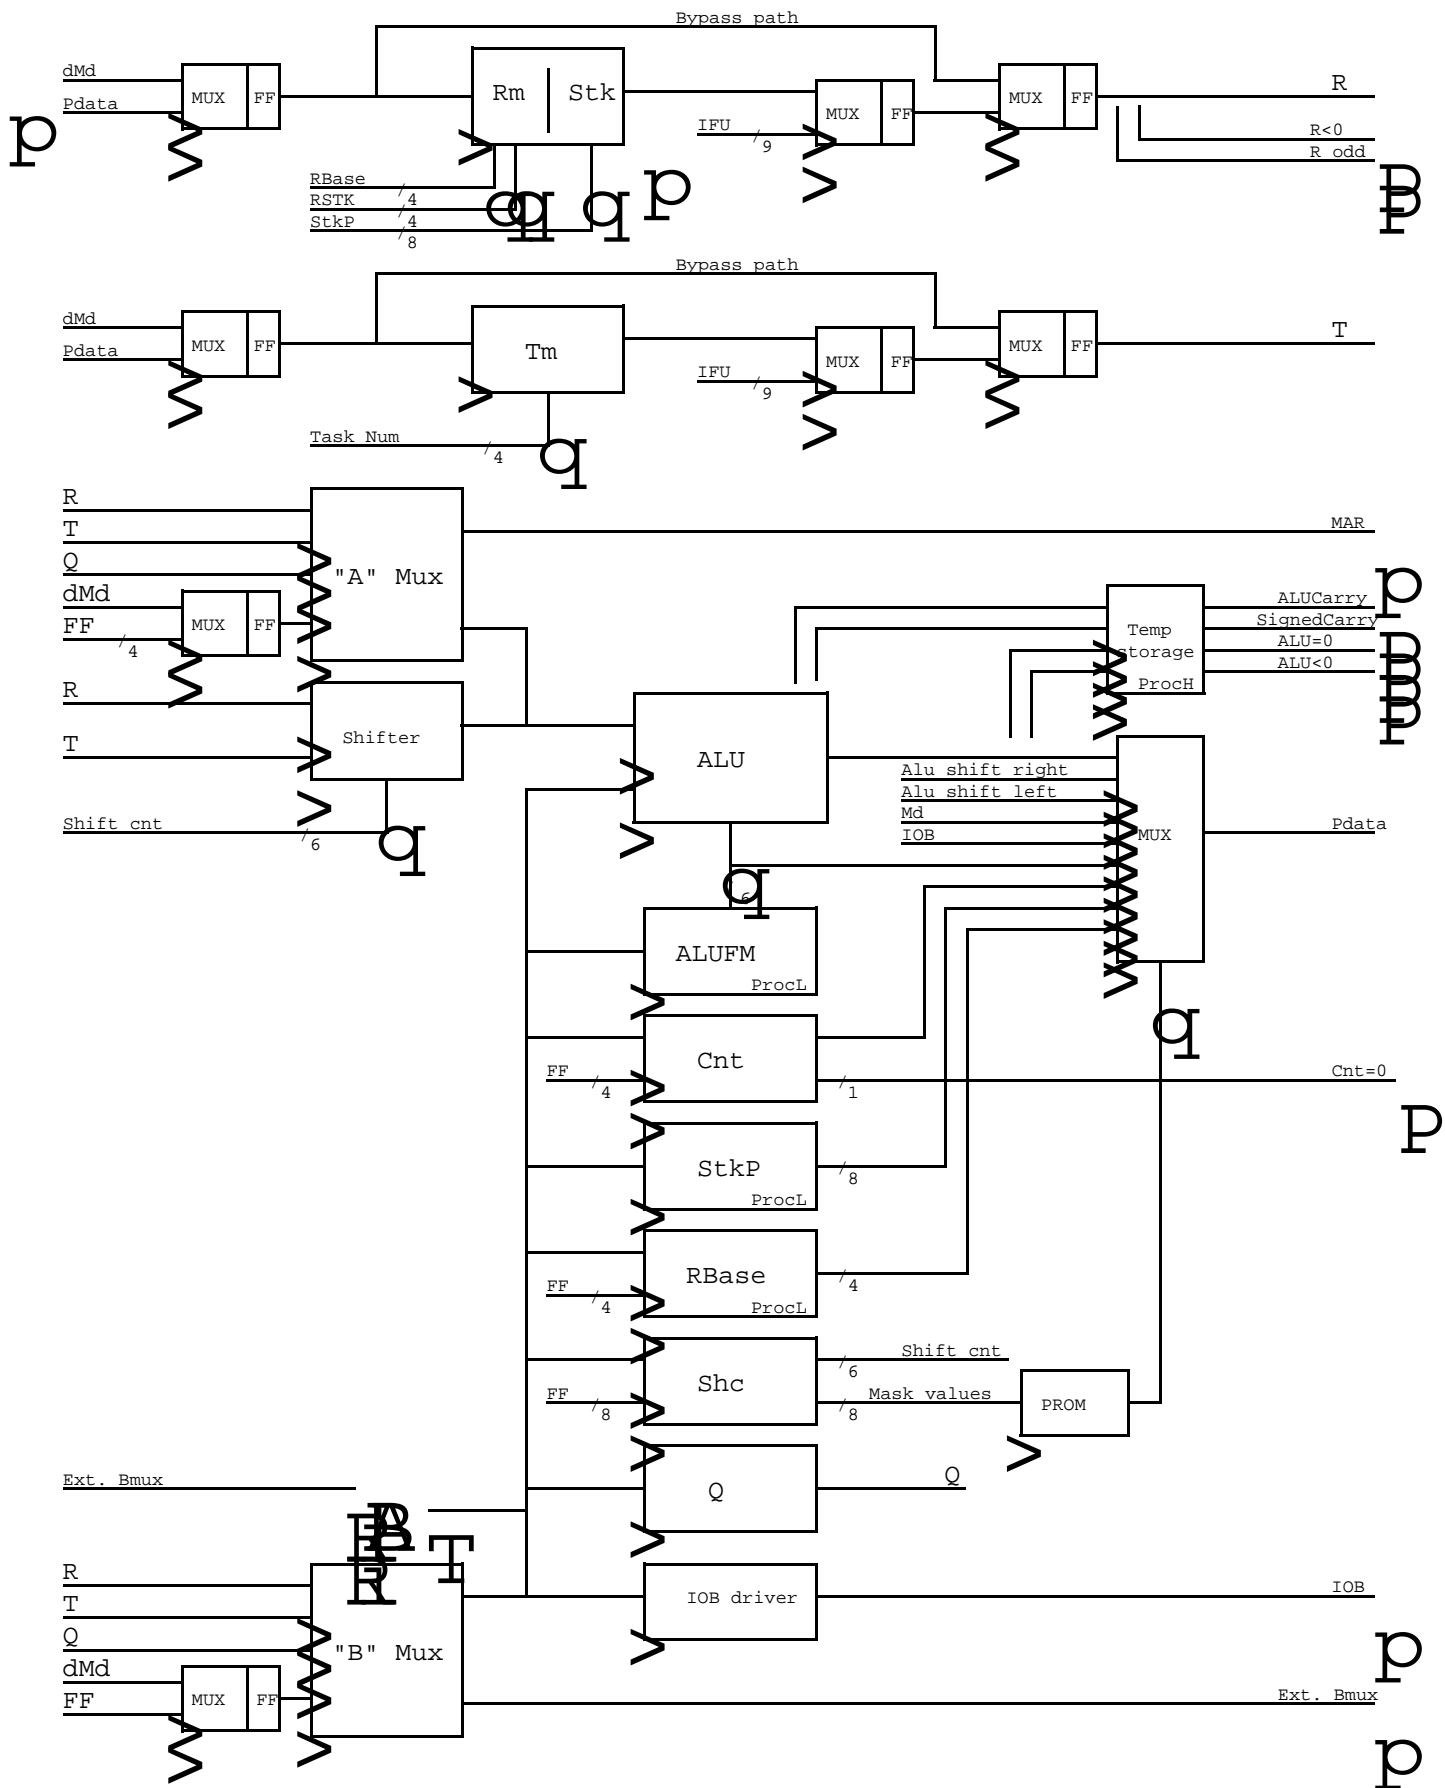 Bypass path
dMd
MUX FF
Rm Stk
MUX FF
R
Pdata
p
IFU
9
MUX FF
R<0
R odd
P
P
RBase
4
RSTK
4
StkP
8
q q q p
Bypass path
dMd
Pdata
MUX FF
Tm
IFU
9
MUX FF
MUX FF
T
Task Num
4
q
R
T
Q
dMd
FF
4
MUX FF
"A" Mux
MAR
p
ALUCarry
SignedCarry
ALU=0
ALU<0
P
P
P
P
Temp
storage
ProcH
R
T
Shifter
Shift cnt
6
q
ALU
Alu shift right
Alu shift left
Md
IOB
MUX
Pdata
q
6
ALUFM
ProcL
q
Cnt
FF
4
1
Cnt=0
P
StkP
ProcL
8
RBase
ProcL
FF
4
4
Shc
FF
8
6
Shift cnt
8
Mask values
PROM
Q
Q
Ext. Bmux
T
R
T
Q
dMd
FF
MUX FF
"B" Mux
IOB driver
IOB
p
Ext. Bmux
p